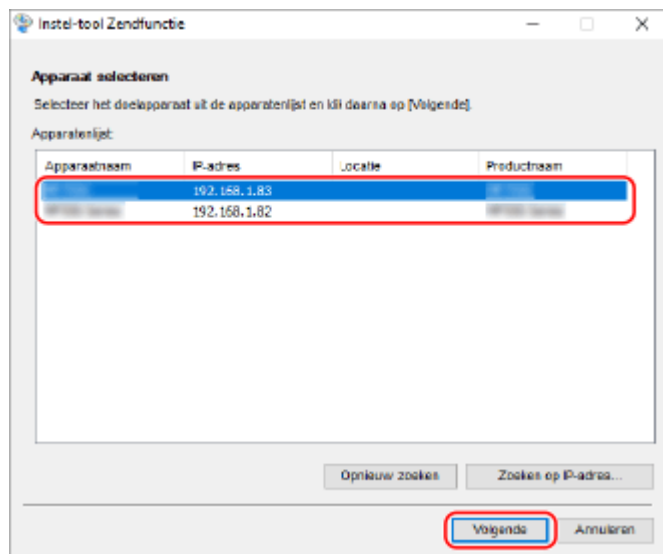 Instel-tool Zendfunctie
Apparaat selecteren
Selecteer het doelapparaat uit de apparatenlijst en klik daarna op [Volgende].
Apparatenlijst:
Apparaatnaam IP-adres Locatie Productnaam
192.168.1.83
192.168.1.82
Opnieuw zoeken Zoeken op IP-adres...
Volgende Annuleren